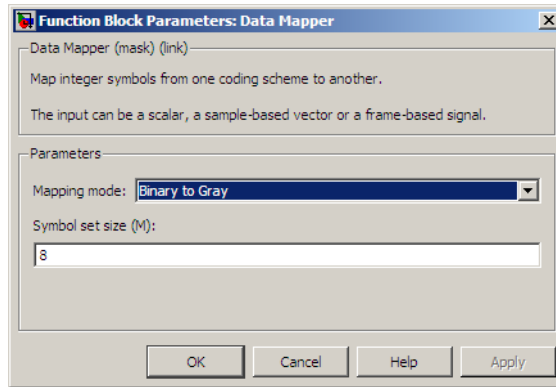 Function Block Parameters: Data Mapper
Data Mapper (mask) (link)
Map integer symbols from one coding scheme to another.
The input can be a scalar, a sample-based vector or a frame-based signal.
Parameters
Mapping mode: Binary to Gray
Symbol set size (M):
8
OK Cancel Help Apply